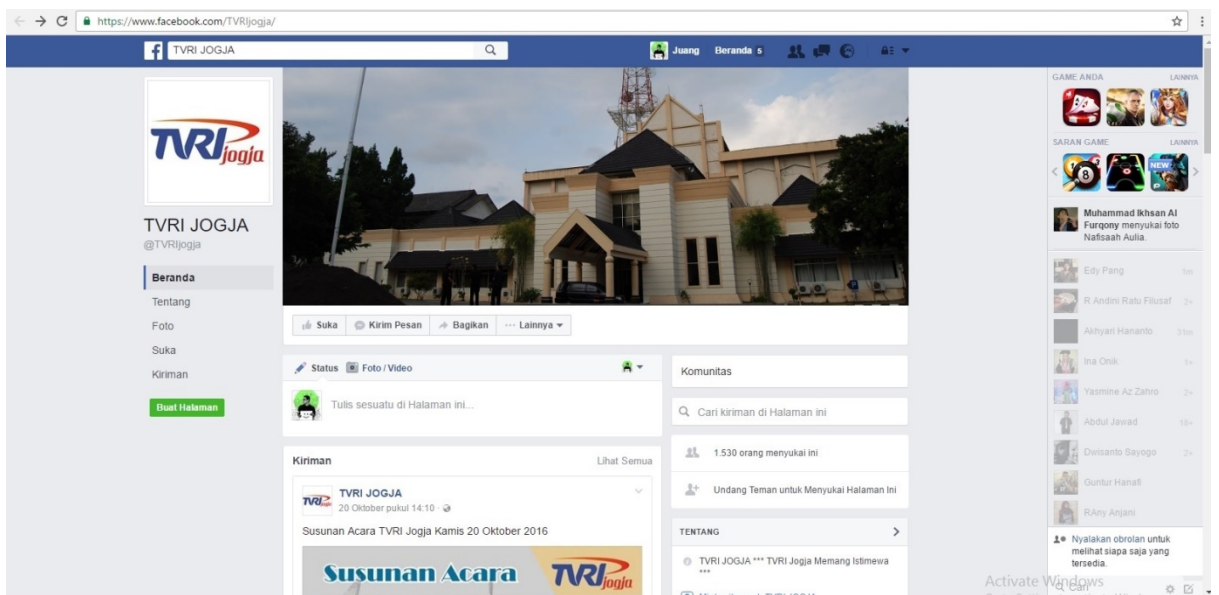 https://www.facebook.com/TVRIjogja/
TVRI JOGJA
Juang
Beranda 5
TVRI jogja
TVRI JOGJA
@TVRIjogja
Beranda
Tentang
Foto
Suka
Kiriman
Buat Halaman
Suka
Kirim Pesan
Bagikan
Lainnya
Status
Foto / Video
Tulis sesuatu di Halaman ini...
Kiriman
Lihat Semua
TVRI JOGJA
20 Oktober pukul 14:10
Susunan Acara TVRI Jogja Kamis 20 Oktober 2016
Susunan Acara
TVRI jogja
Komunitas
Cari kiriman di Halaman ini
1.530 orang menyukai ini
Undang Teman untuk Menyukai Halaman Ini
TENTANG
TVRI JOGJA *** TVRI Jogja Memang Istimewa
***
GAME ANDA
LAINNYA
SARAN GAME
LAINNYA
NEW
Muhammad Ikhsan Al
Furqony menyukai foto
Nafisaah Aulia.
Edy Pang
R.Andini Ratu Filusaf
Akhyari Hananto
31m
Ina Onik
Yasmine Az Zahro
Abdul Jawad
Dwisanto Sayogo
Guntur Hanafi
RAny Anjani
Nyalakan obrolan untuk
melihat siapa saja yang
tersedia.
Cari
Activate Windows